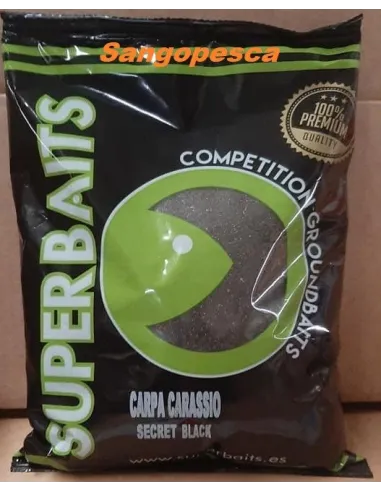 Sangopesca
SUPERBAITS
100%
PREMIUM
QUALITY
COMPETITION GROUNDBAITS
CARPA CARASSIO
SECRET BLACK
www.superbaits.es